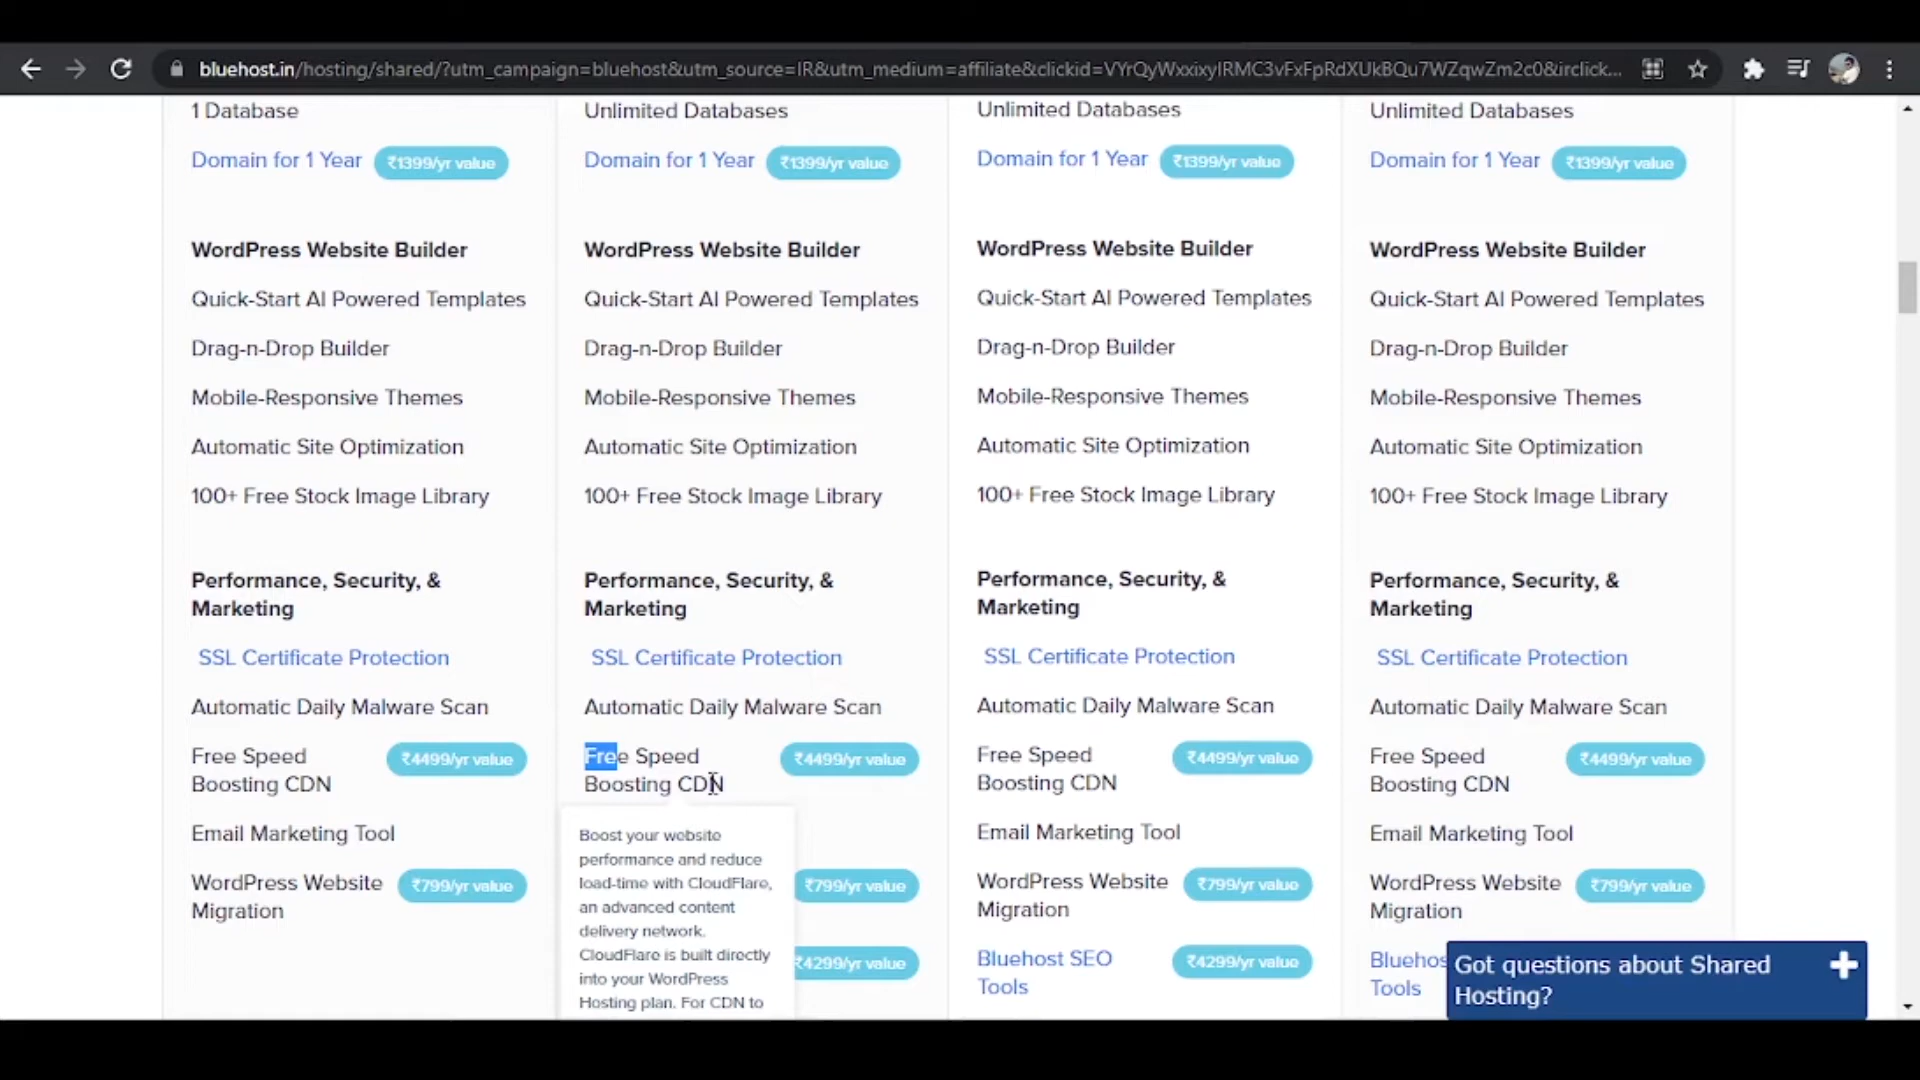 bluehost.in/hosting/shared/?utm_campaign=bluehost&utm_source=IR&utm_medium=affiliate&clickid=VYrQyWxxixyIRMC3vFxFpRdXUkBQu7WZqwZm2c0&irclick...
1 Database
Domain for 1 Year ₹1399/yr value
WordPress Website Builder
Quick-Start AI Powered Templates
Drag-n-Drop Builder
Mobile-Responsive Themes
Automatic Site Optimization
100+ Free Stock Image Library
Performance, Security, &
Marketing
SSL Certificate Protection
Automatic Daily Malware Scan
Free Speed ₹4499/yr value
Boosting CDN
Email Marketing Tool
WordPress Website ₹799/yr value
Migration
Unlimited Databases
Domain for 1 Year ₹1399/yr value
WordPress Website Builder
Quick-Start AI Powered Templates
Drag-n-Drop Builder
Mobile-Responsive Themes
Automatic Site Optimization
100+ Free Stock Image Library
Performance, Security, &
Marketing
SSL Certificate Protection
Automatic Daily Malware Scan
Free Speed ₹4499/yr value
Boosting CDN
Boost your website
performance and reduce
load-time with CloudFlare,
an advanced content
delivery network.
CloudFlare is built directly
into your WordPress
Hosting plan. For CDN to
₹799/yr value
₹4299/yr value
Unlimited Databases
Domain for 1 Year ₹1399/yr value
WordPress Website Builder
Quick-Start AI Powered Templates
Drag-n-Drop Builder
Mobile-Responsive Themes
Automatic Site Optimization
100+ Free Stock Image Library
Performance, Security, &
Marketing
SSL Certificate Protection
Automatic Daily Malware Scan
Free Speed ₹4499/yr value
Boosting CDN
Email Marketing Tool
WordPress Website ₹799/yr value
Migration
Bluehost SEO ₹4299/yr value
Tools
Unlimited Databases
Domain for 1 Year ₹1399/yr value
WordPress Website Builder
Quick-Start AI Powered Templates
Drag-n-Drop Builder
Mobile-Responsive Themes
Automatic Site Optimization
100+ Free Stock Image Library
Performance, Security, &
Marketing
SSL Certificate Protection
Automatic Daily Malware Scan
Free Speed ₹4499/yr value
Boosting CDN
Email Marketing Tool
WordPress Website ₹799/yr value
Migration
Bluehos
Tools
Got questions about Shared
Hosting?